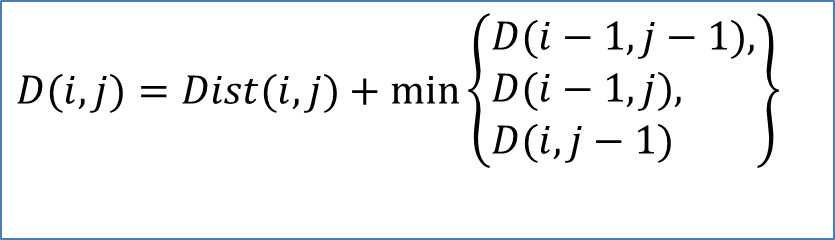 D(i − 1, j − 1),
D(i, j) = Dist(i, j) + min { D(i − 1, j), }
D(i, j − 1)